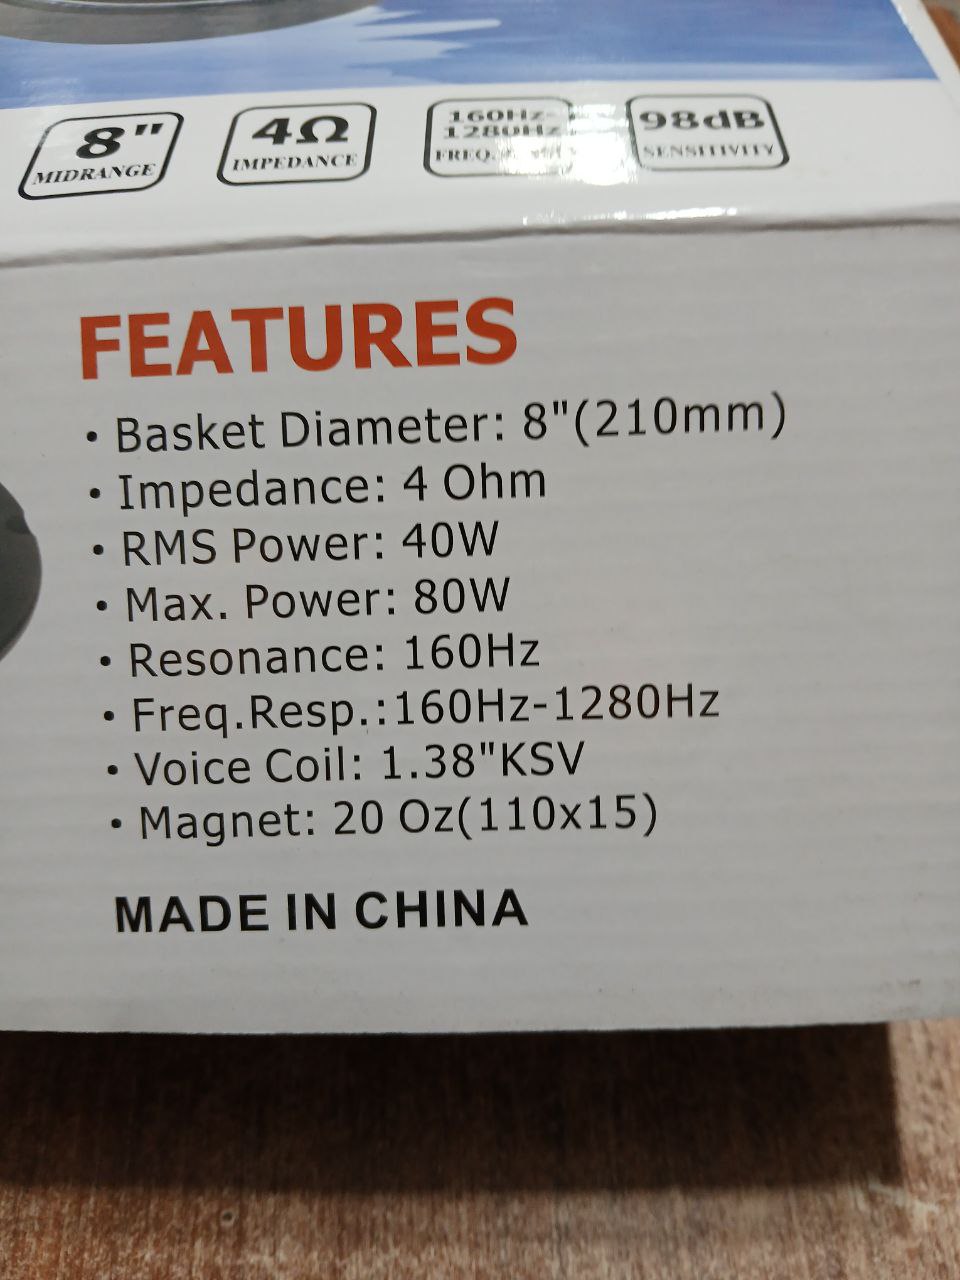 8"
MIDRANGE
4Ω
IMPEDANCE
160Hz-
1280Hz
FREQ.
98dB
SENSITIVITY
FEATURES
• Basket Diameter: 8"(210mm)
• Impedance: 4 Ohm
• RMS Power: 40W
• Max. Power: 80W
• Resonance: 160Hz
• Freq.Resp.:160Hz-1280Hz
• Voice Coil: 1.38"KSV
• Magnet: 20 Oz(110x15)
MADE IN CHINA